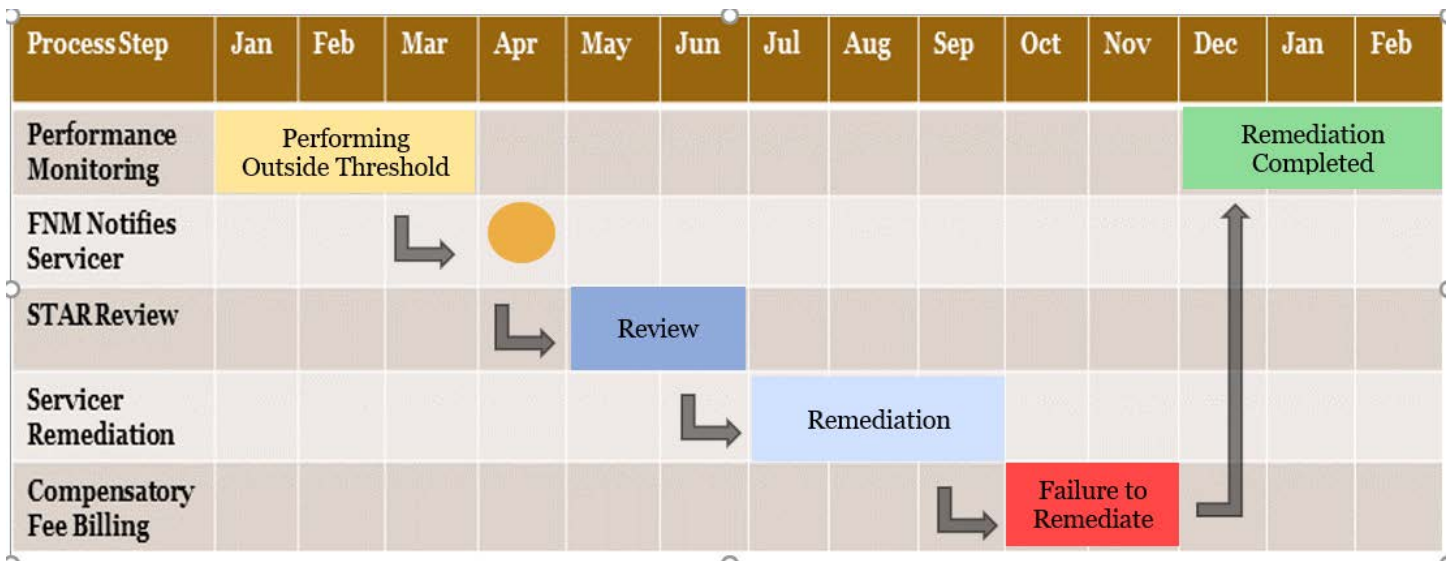 Process Step Jan Feb Mar Apr May Jun Jul Aug Sep Oct Nov Dec Jan Feb
Performance
Monitoring
Performing
Outside Threshold
Remediation
Completed
FNM Notifies
Servicer
STAR Review
Review
Servicer
Remediation
Remediation
Compensatory
Fee Billing
Failure to
Remediate